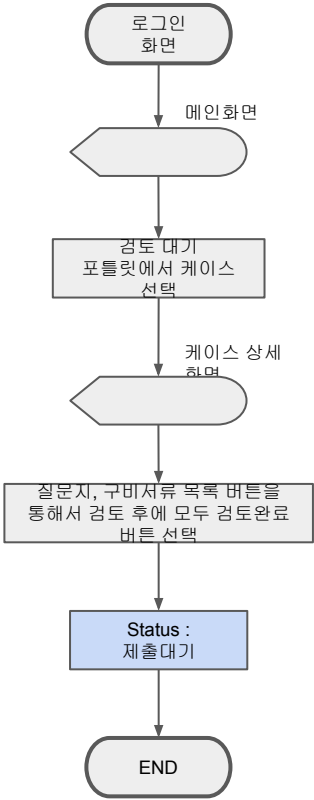 로그인
화면
메인화면
검토 대기
포틀릿에서 케이스
선택
케이스 상세
화면
질문지, 구비서류 목록 버튼을
통해서 검토 후에 모두 검토완료
버튼 선택
Status :
제출대기
END